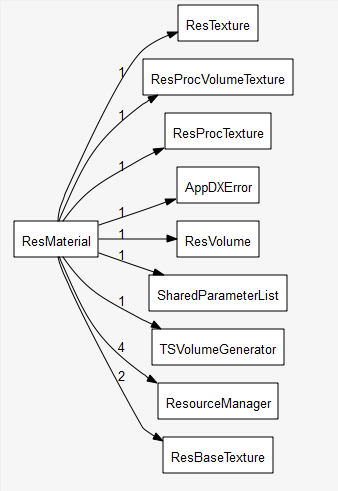 ResTexture
1
ResProcVolumeTexture
1
ResProcTexture
1
AppDXError
1
ResMaterial
1
ResVolume
1
SharedParameterList
1
TSVolumeGenerator
4
ResourceManager
2
ResBaseTexture